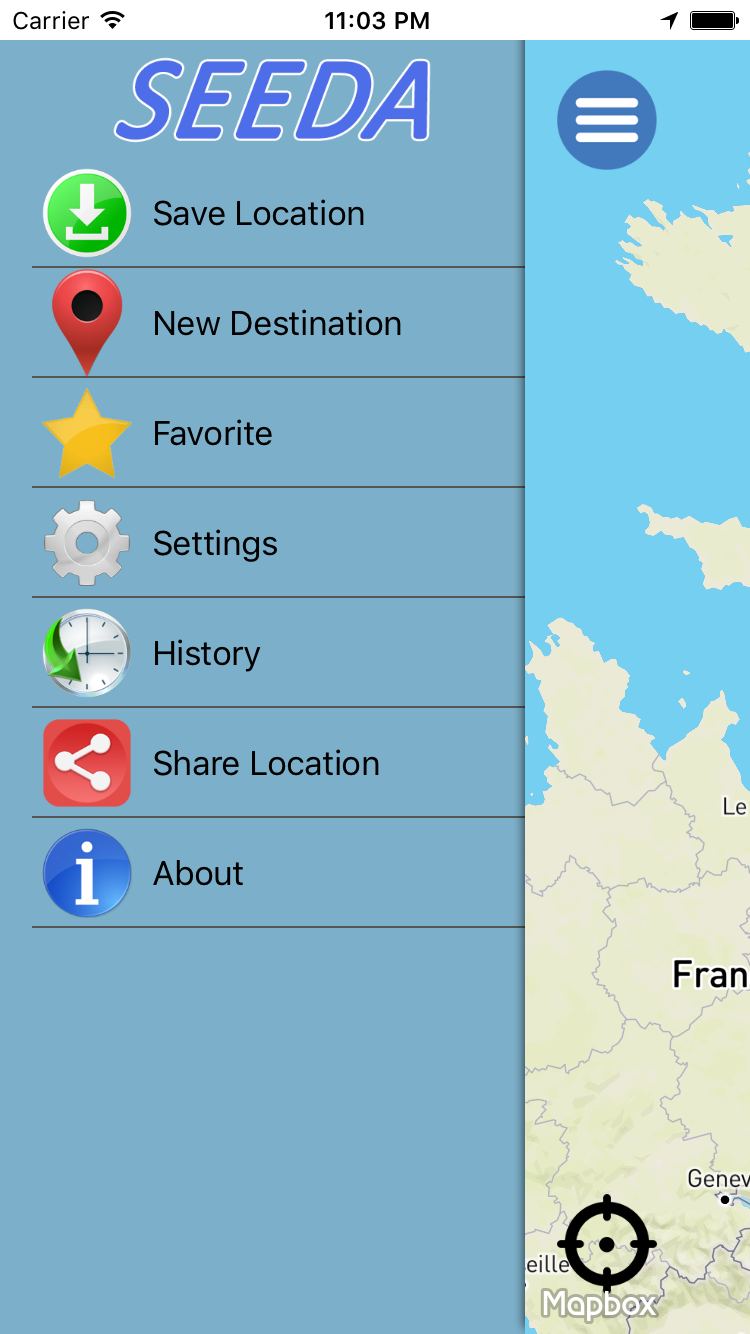 Carrier 11:03 PM
SEEDA
Save Location
New Destination
Favorite
Settings
History
Share Location
About
Le
Fran
Genev
eille
Mapbox